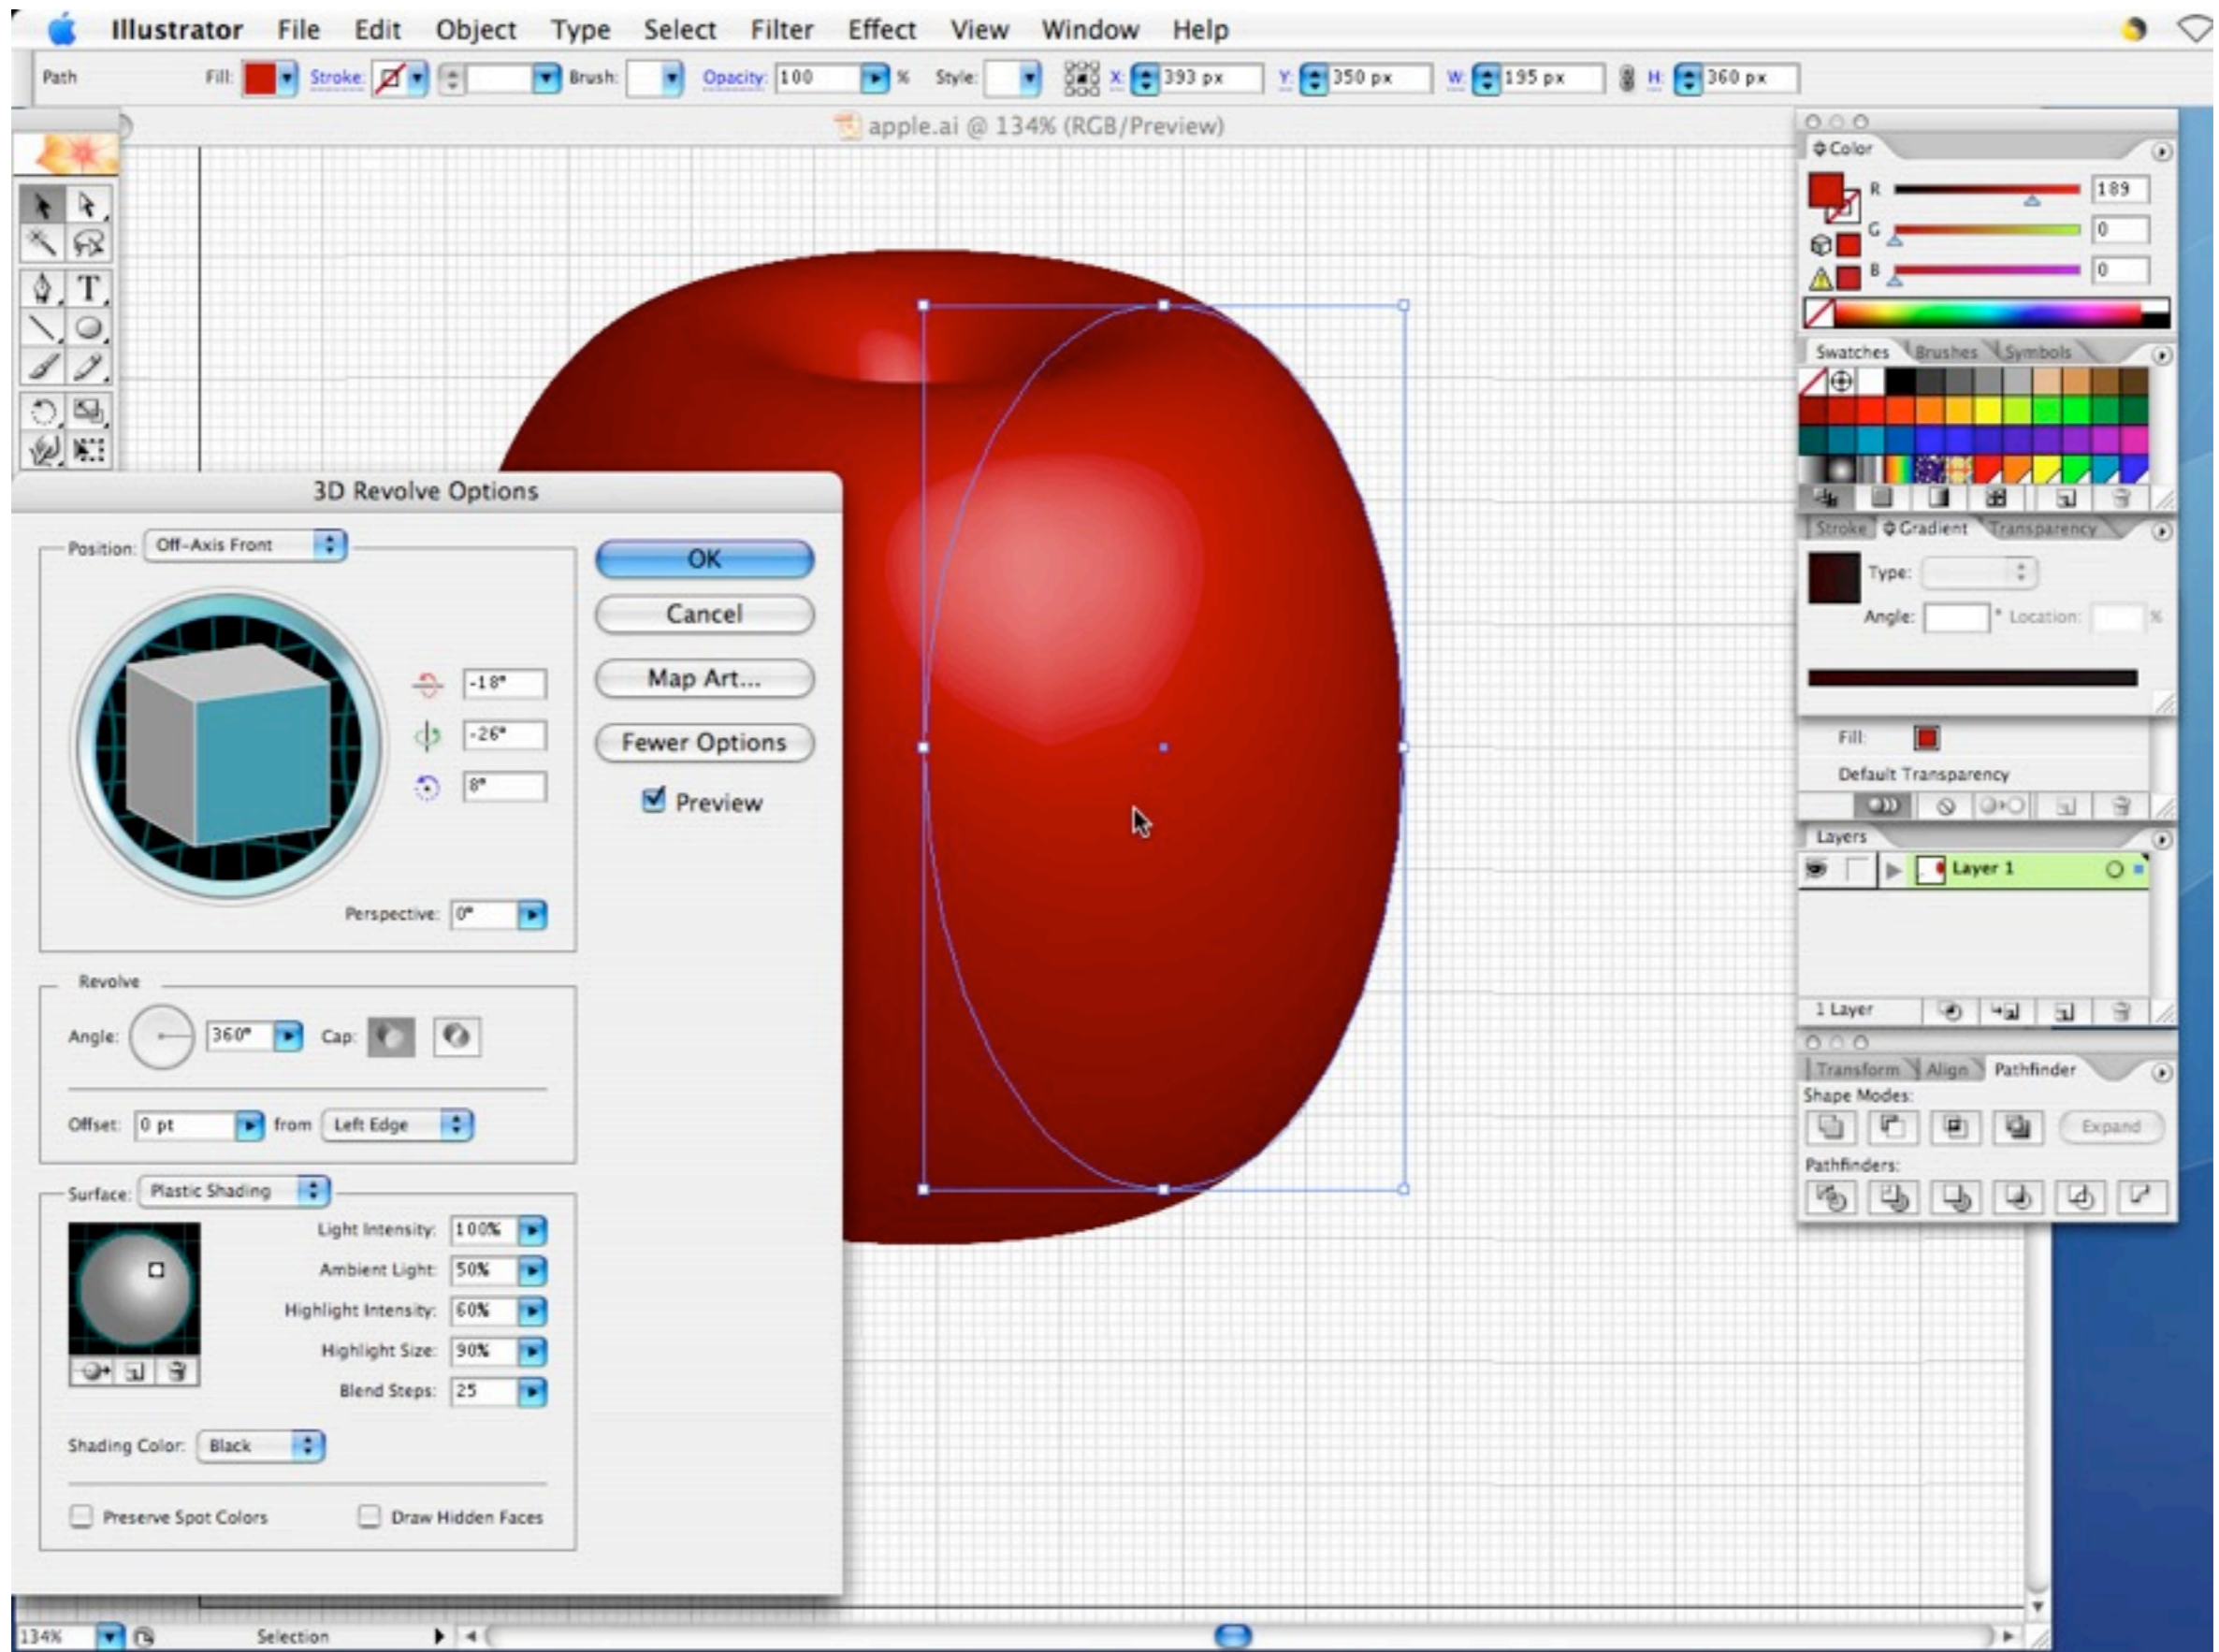 Illustrator File Edit Object Type Select Filter Effect View Window Help
Path Fill: Stroke: Brush: Opacity: 100 % Style: X: 393 px Y: 350 px W: 195 px H: 360 px
apple.ai @ 134% (RGB/Preview)
Color
R 189
G 0
B 0
T
Swatches Brushes Symbols
Stroke Gradient Transparency
Type:
Angle: ° Location: %
Fill:
Default Transparency
Layers
Layer 1
1 Layer
Transform Align Pathfinder
Shape Modes:
Expand
Pathfinders:
3D Revolve Options
Position: Off-Axis Front
OK
Cancel
-18°
Map Art...
-26°
Fewer Options
8°
Preview
Perspective: 0°
Revolve
Angle: 360° Cap:
Offset: 0 pt from Left Edge
Surface: Plastic Shading
Light Intensity: 100%
Ambient Light: 50%
Highlight Intensity: 60%
Highlight Size: 90%
Blend Steps: 25
Shading Color: Black
Preserve Spot Colors Draw Hidden Faces
134% Selection